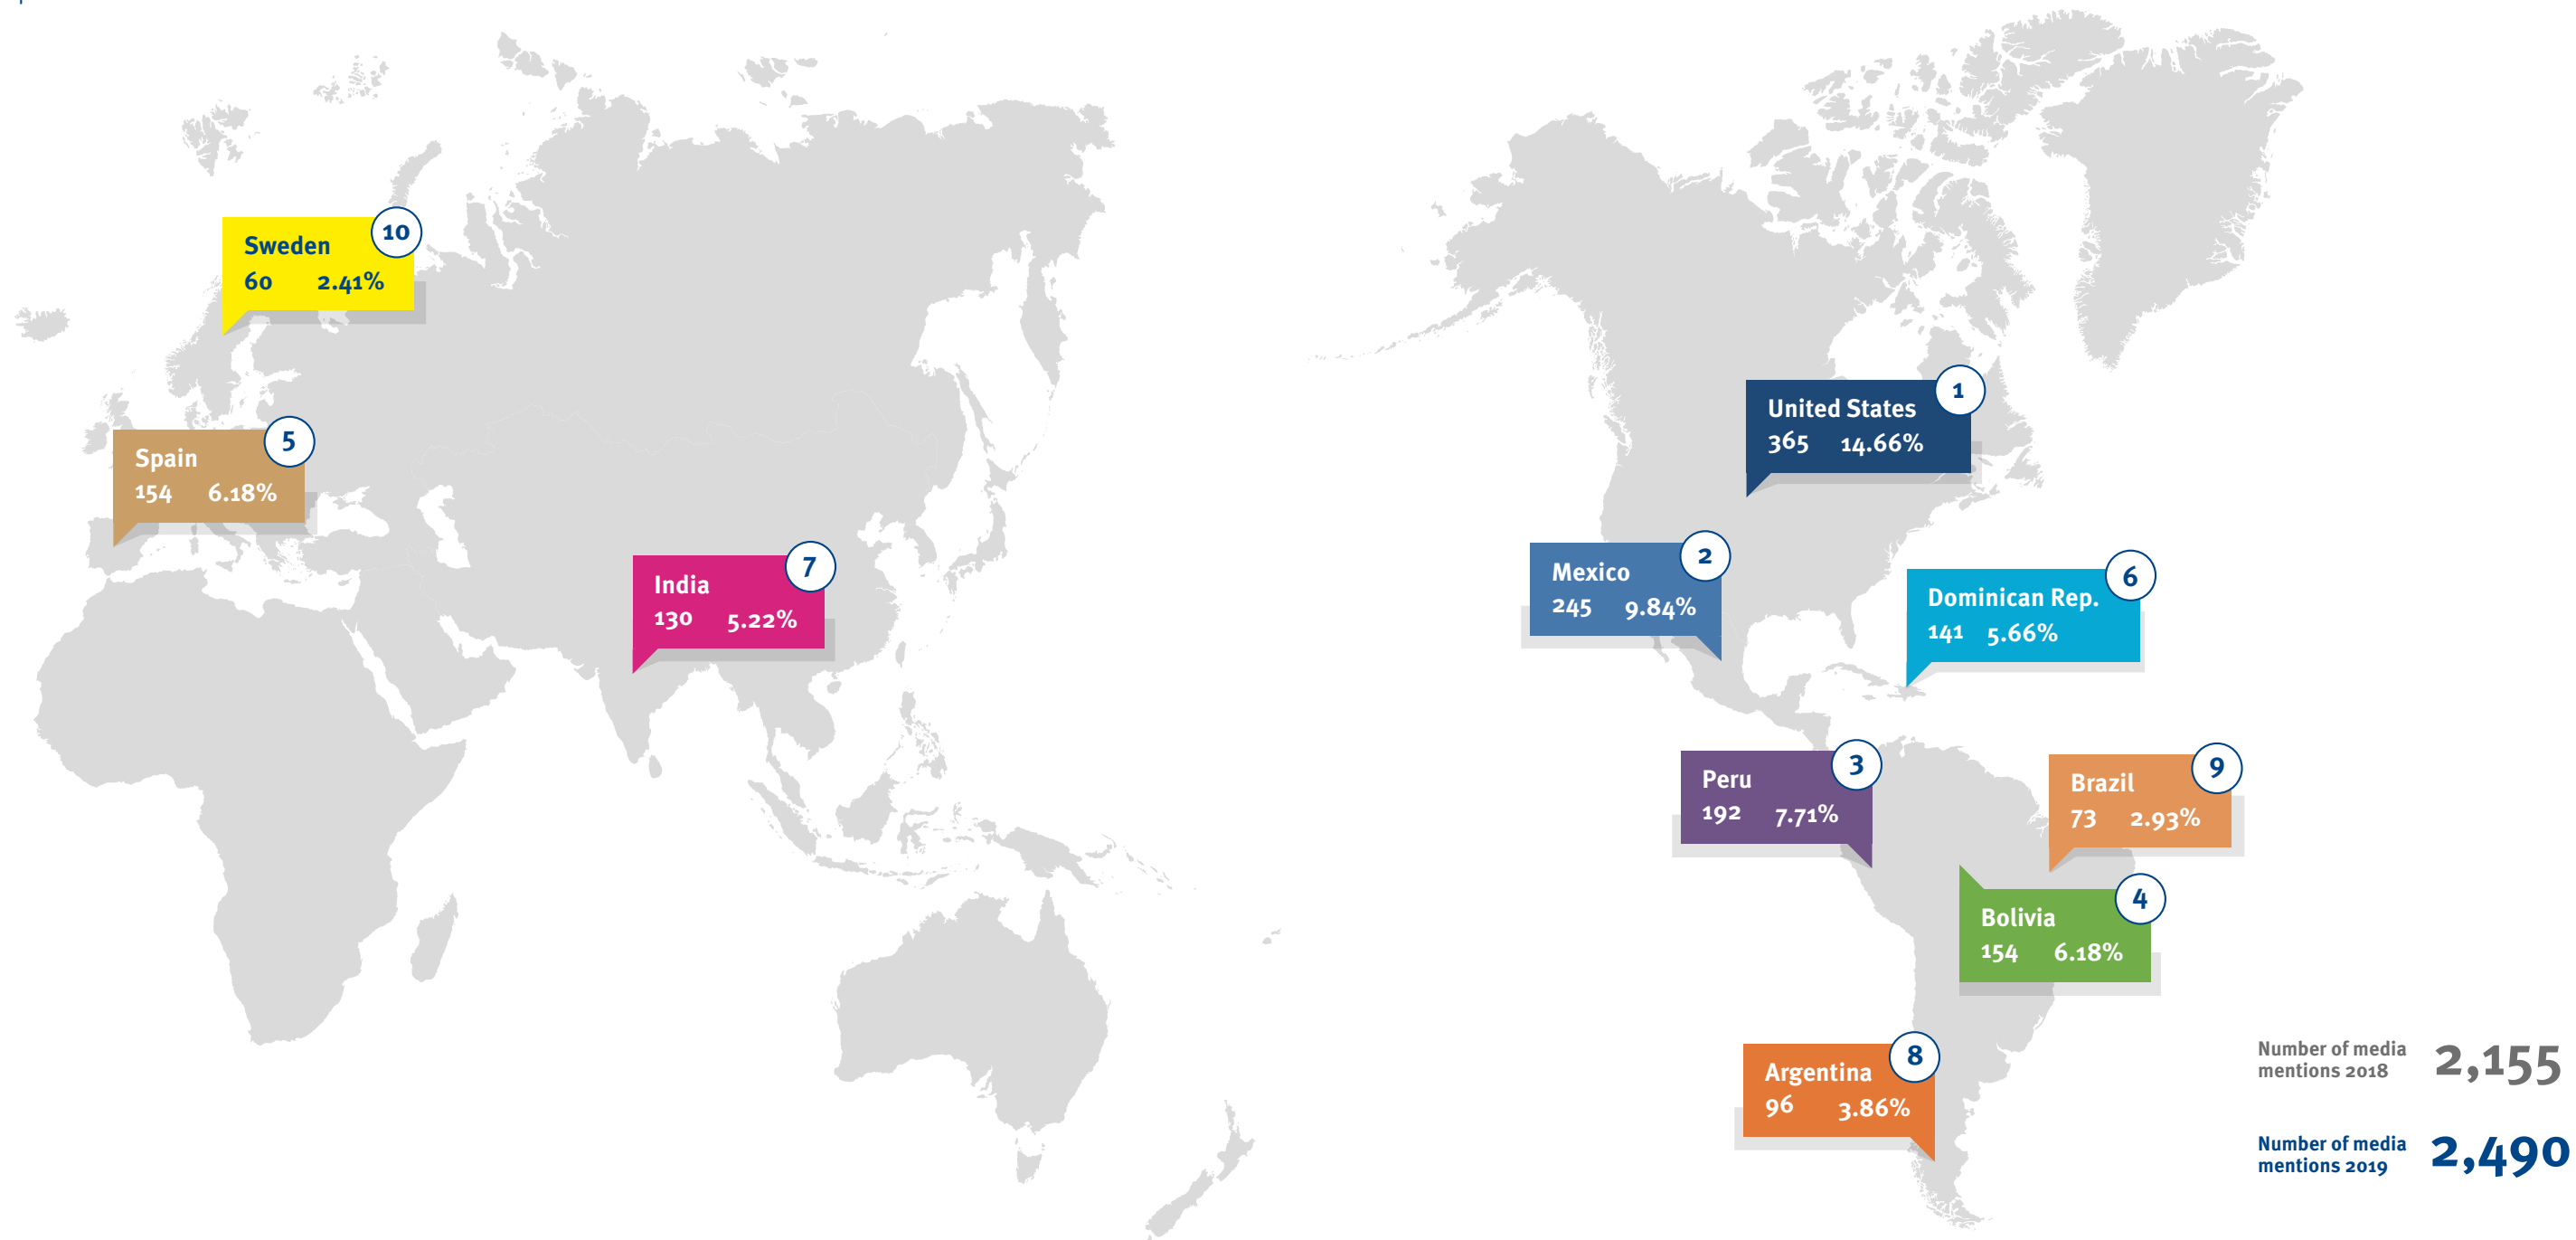 10
Sweden
60 2.41%
5
Spain
154 6.18%
7
India
130 5.22%
1
United States
365 14.66%
2
Mexico
245 9.84%
6
Dominican Rep.
141 5.66%
3
Peru
192 7.71%
9
Brazil
73 2.93%
4
Bolivia
154 6.18%
8
Argentina
96 3.86%
Number of media
mentions 2018
2,155
Number of media
mentions 2019
2,490